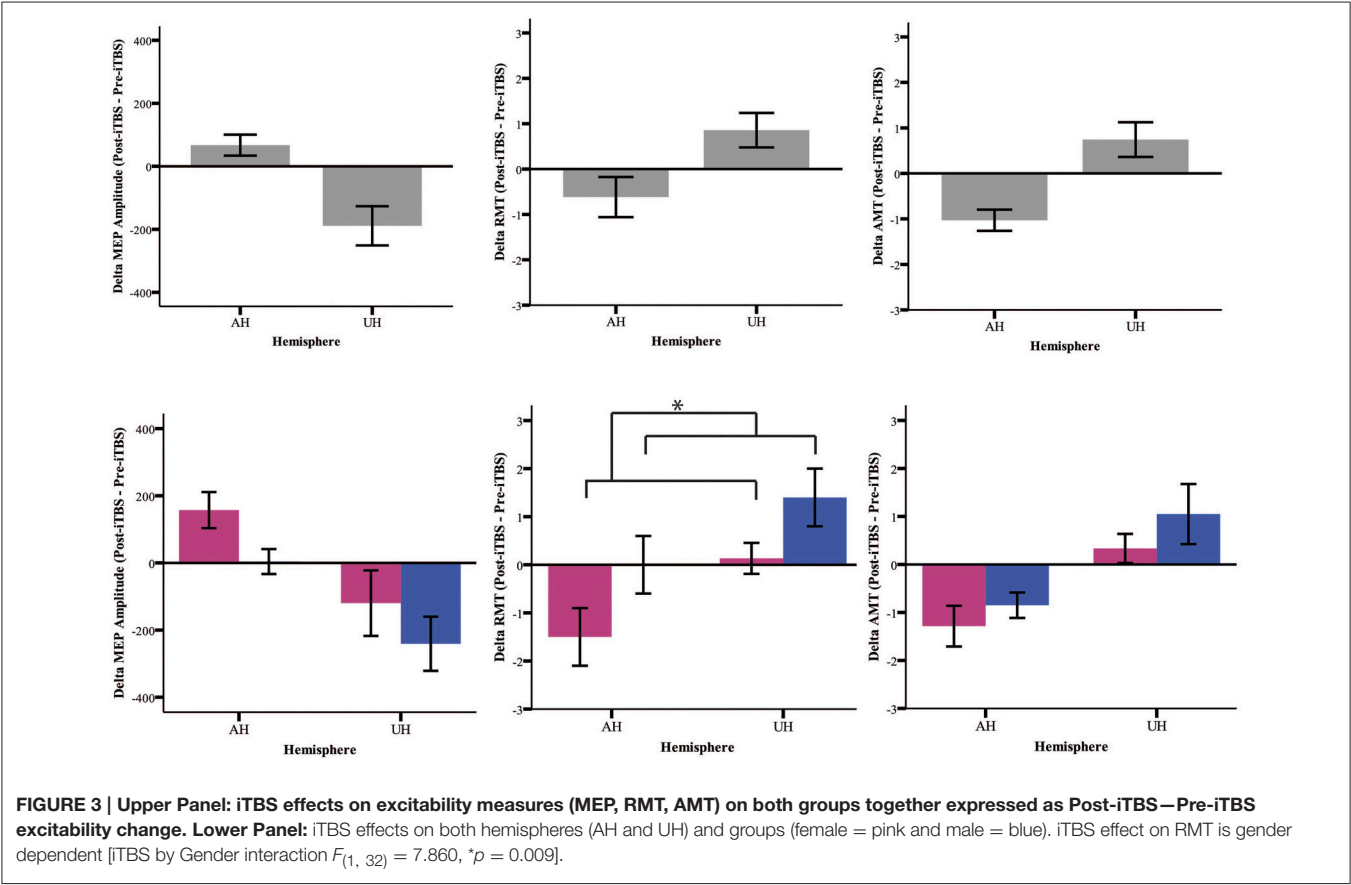 Delta MEP Amplitude (Post-iTBS - Pre-iTBS)
400
200
0
-200
-400
AH
UH
Hemisphere
Delta RMT (Post-iTBS - Pre-iTBS)
3
2
1
0
-1
-2
-3
AH
UH
Hemisphere
Delta AMT (Post-iTBS - Pre-iTBS)
3
2
1
0
-1
-2
-3
AH
UH
Hemisphere
Delta MEP Amplitude (Post-iTBS - Pre-iTBS)
400
200
0
-200
-400
AH
UH
Hemisphere
Delta RMT (Post-iTBS - Pre-iTBS)
3
2
1
0
-1
-2
-3
*
AH
UH
Hemisphere
Delta AMT (Post-iTBS - Pre-iTBS)
3
2
1
0
-1
-2
-3
AH
UH
Hemisphere
FIGURE 3 | Upper Panel: iTBS effects on excitability measures (MEP, RMT, AMT) on both groups together expressed as Post-iTBS—Pre-iTBS
excitability change. Lower Panel: iTBS effects on both hemispheres (AH and UH) and groups (female = pink and male = blue). iTBS effect on RMT is gender
dependent [iTBS by Gender interaction F(1, 32) = 7.860, *p = 0.009].